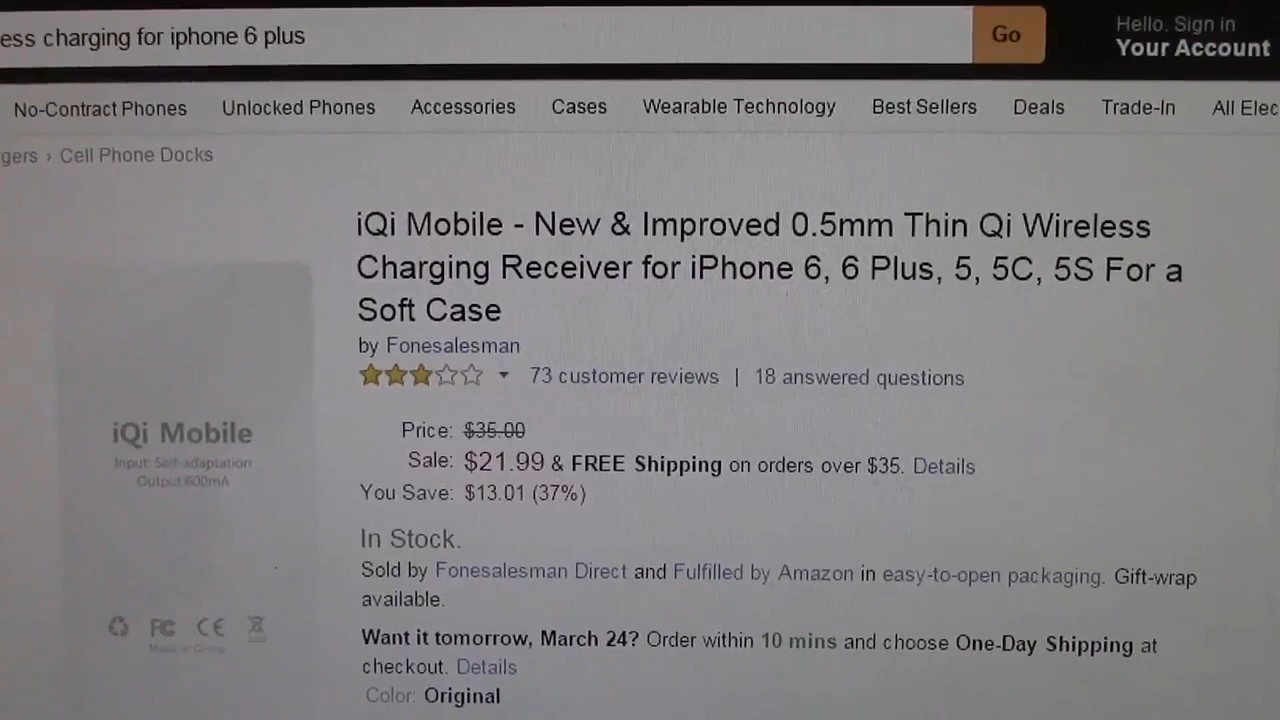 ess charging for iphone 6 plus
Go
Hello. Sign in
Your Account
No-Contract Phones Unlocked Phones Accessories Cases Wearable Technology Best Sellers Deals Trade-In All Elec
gers › Cell Phone Docks
iQi Mobile - New & Improved 0.5mm Thin Qi Wireless
Charging Receiver for iPhone 6, 6 Plus, 5, 5C, 5S For a
Soft Case
by Fonesalesman
73 customer reviews | 18 answered questions
Price: $35.00
Sale: $21.99 & FREE Shipping on orders over $35. Details
You Save: $13.01 (37%)
In Stock.
Sold by Fonesalesman Direct and Fulfilled by Amazon in easy-to-open packaging. Gift-wrap
available.
Want it tomorrow, March 24? Order within 10 mins and choose One-Day Shipping at
checkout. Details
Color: Original
iQi Mobile
Input: Self-adaptation
Output:600mA
FC CE
Made in China